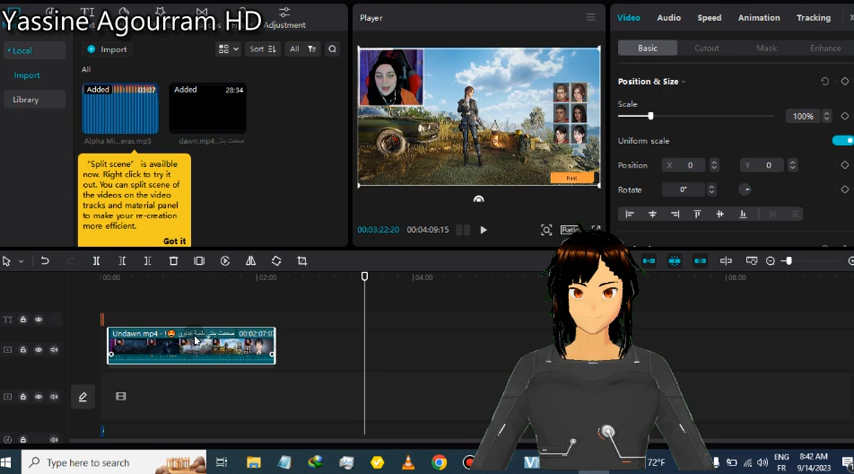 Yassine Agourram HD
Adjustment
Local
Import
Library
Import
Sort
All
All
Added
01:07
Added
28:34
Alpha Mi...eras.mp3
dawn.mp4...
"Split scene" is availble
now. Right click to try it
out. You can split scene of
the videos on the video
tracks and material panel
to make your re-creation
more efficient.
Got it
Player
00:03:22:20
00:04:09:15
Video
Audio
Speed
Animation
Tracking
Basic
Cutout
Mask
Enhance
Position & Size
Scale
100%
Uniform scale
Position
X
0
Y
0
Rotate
0°
00:00
02:00
04:00
08:00
Undawn.mp4 -
00:02:07:07
Type here to search
72°F
ENG
FR
8:42 AM
9/14/2023